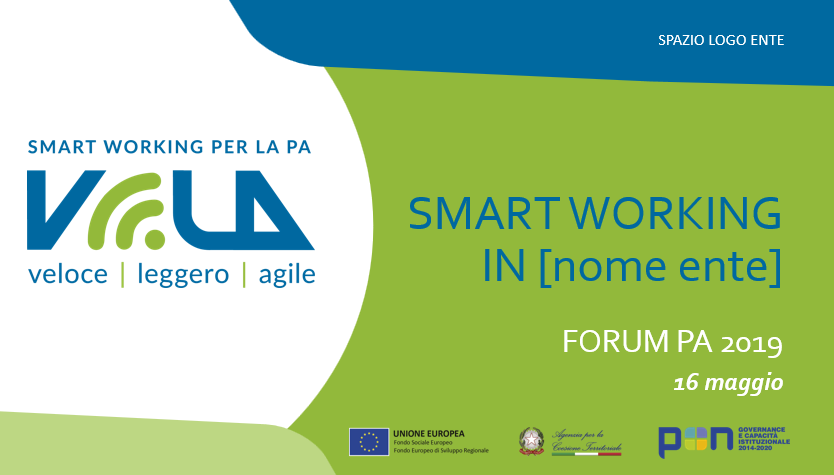 SPAZIO LOGO ENTE
SMART WORKING PER LA PA
VeLA
veloce | leggero | agile
SMART WORKING
IN [nome ente]
FORUM PA 2019
16 maggio
UNIONE EUROPEA
Fondo Sociale Europeo
Fondo Europeo di Sviluppo Regionale
Agenzia per la
Coesione Territoriale
pon
GOVERNANCE
E CAPACITÀ
ISTITUZIONALE
2014-2020